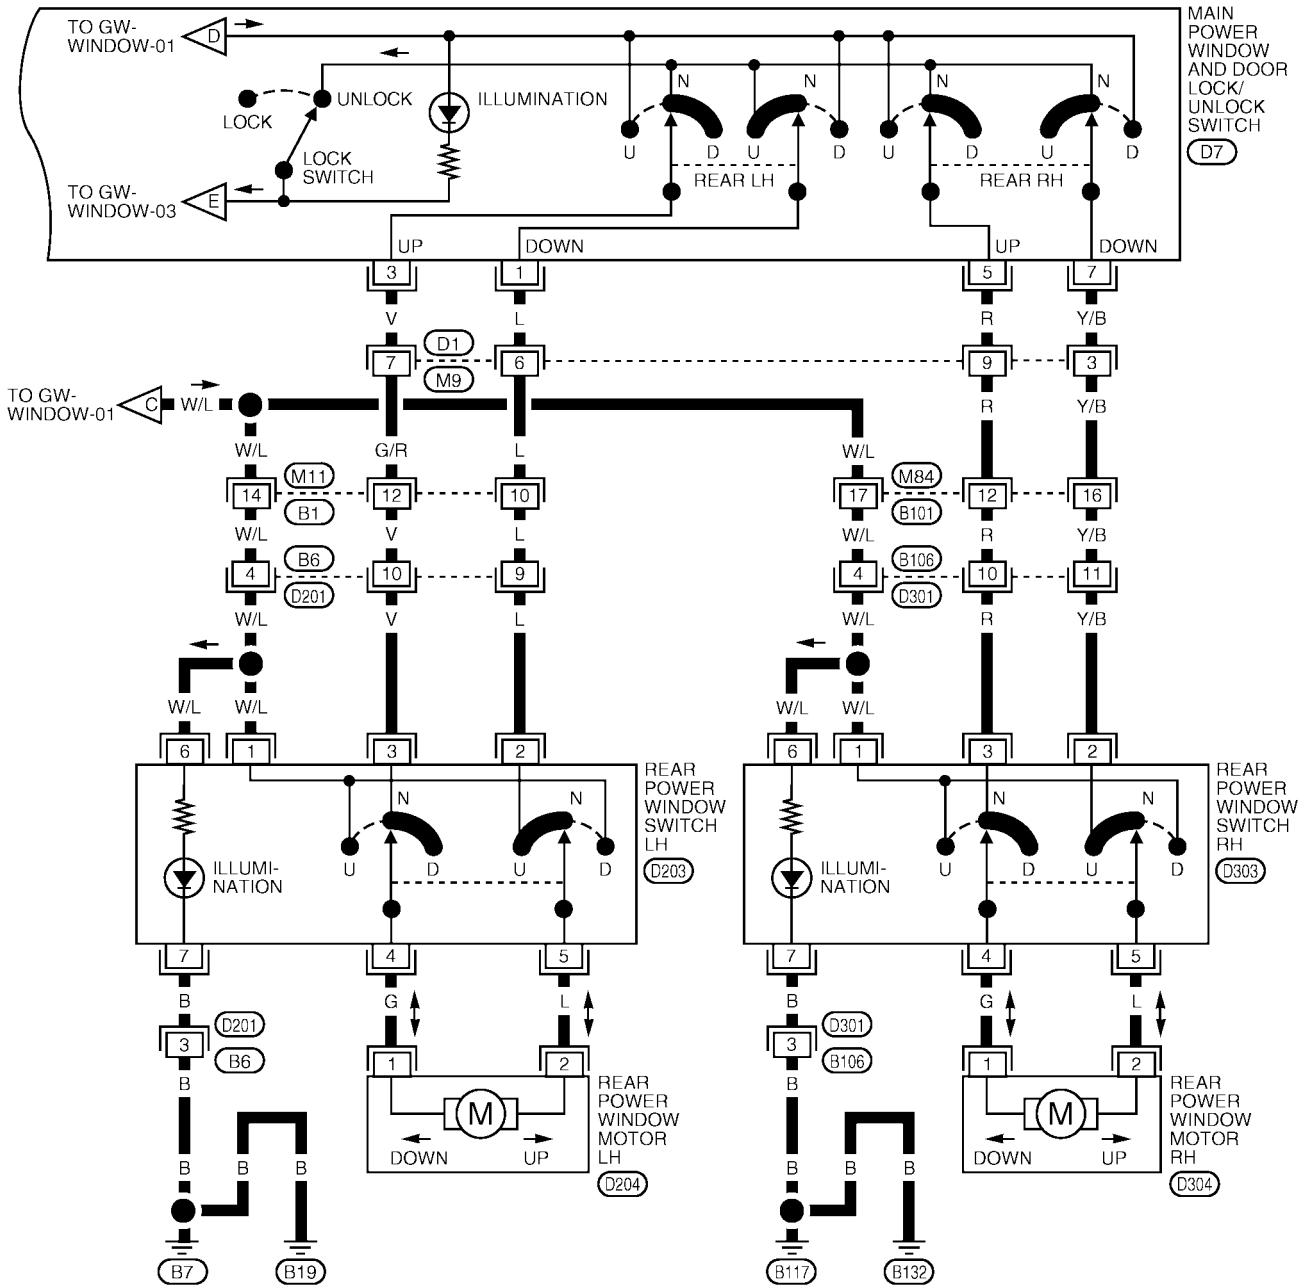 TO GW-
WINDOW-01
D
MAIN
POWER
WINDOW
AND DOOR
LOCK/
UNLOCK
SWITCH
D7
UNLOCK
LOCK
ILLUMINATION
LOCK
SWITCH
N N N N
U D U D U D U D
REAR LH
REAR RH
TO GW-
WINDOW-03
E
UP DOWN UP DOWN
3 1 5 7
V L R Y/B
D1
7 6 9 3
M9
TO GW-
WINDOW-01
C W/L
R Y/B
W/L G/R L W/L
M11 M84
14 12 10 17 12 16
B1 B101
W/L V L W/L R Y/B
B6 B106
4 10 9 4 10 11
D201 D301
W/L V L W/L R Y/B
W/L W/L W/L W/L
6 1 3 2 6 1 3 2
REAR
POWER
WINDOW
SWITCH
LH
D203
REAR
POWER
WINDOW
SWITCH
RH
D303
N N N N
U D U D U D U D
ILLUMI-
NATION
ILLUMI-
NATION
7 4 5 7 4 5
B G L B G L
D201 D301
3 3
B6 B106
1 2 1 2
B B
REAR
POWER
WINDOW
MOTOR
LH
D204
REAR
POWER
WINDOW
MOTOR
RH
D304
M M
DOWN UP DOWN UP
B B B B B B
B7 B19 B117 B132